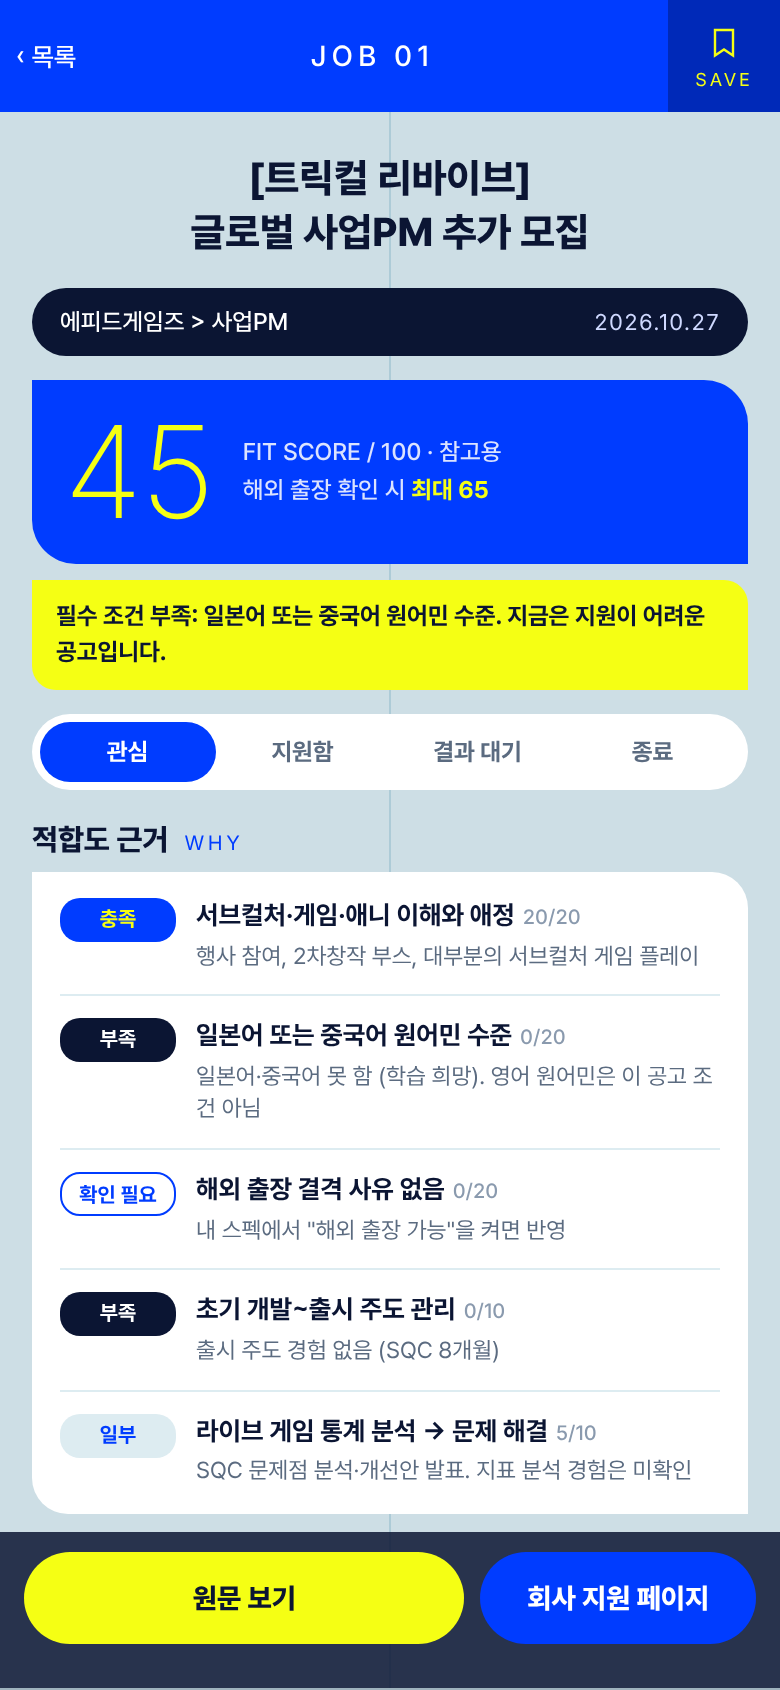 ‹ 목록
JOB 01
SAVE
[트릭컬 리바이브]
글로벌 사업PM 추가 모집
에피드게임즈 > 사업PM
2026.10.27
45
FIT SCORE / 100 · 참고용
해외 출장 확인 시 최대 65
필수 조건 부족: 일본어 또는 중국어 원어민 수준. 지금은 지원이 어려운
공고입니다.
관심
지원함
결과 대기
종료
적합도 근거 WHY
충족
서브컬처·게임·애니 이해와 애정 20/20
행사 참여, 2차창작 부스, 대부분의 서브컬처 게임 플레이
부족
일본어 또는 중국어 원어민 수준 0/20
일본어·중국어 못 함 (학습 희망). 영어 원어민은 이 공고 조
건 아님
확인 필요
해외 출장 결격 사유 없음 0/20
내 스펙에서 "해외 출장 가능"을 켜면 반영
부족
초기 개발~출시 주도 관리 0/10
출시 주도 경험 없음 (SQC 8개월)
일부
라이브 게임 통계 분석 → 문제 해결 5/10
SQC 문제점 분석·개선안 발표. 지표 분석 경험은 미확인
원문 보기
회사 지원 페이지